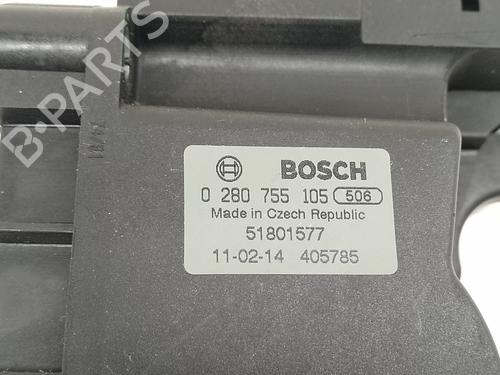 BOSCH
0 280 755 105 506
Made in Czech Republic
51801577
11-02-14 405785
B-PARTS